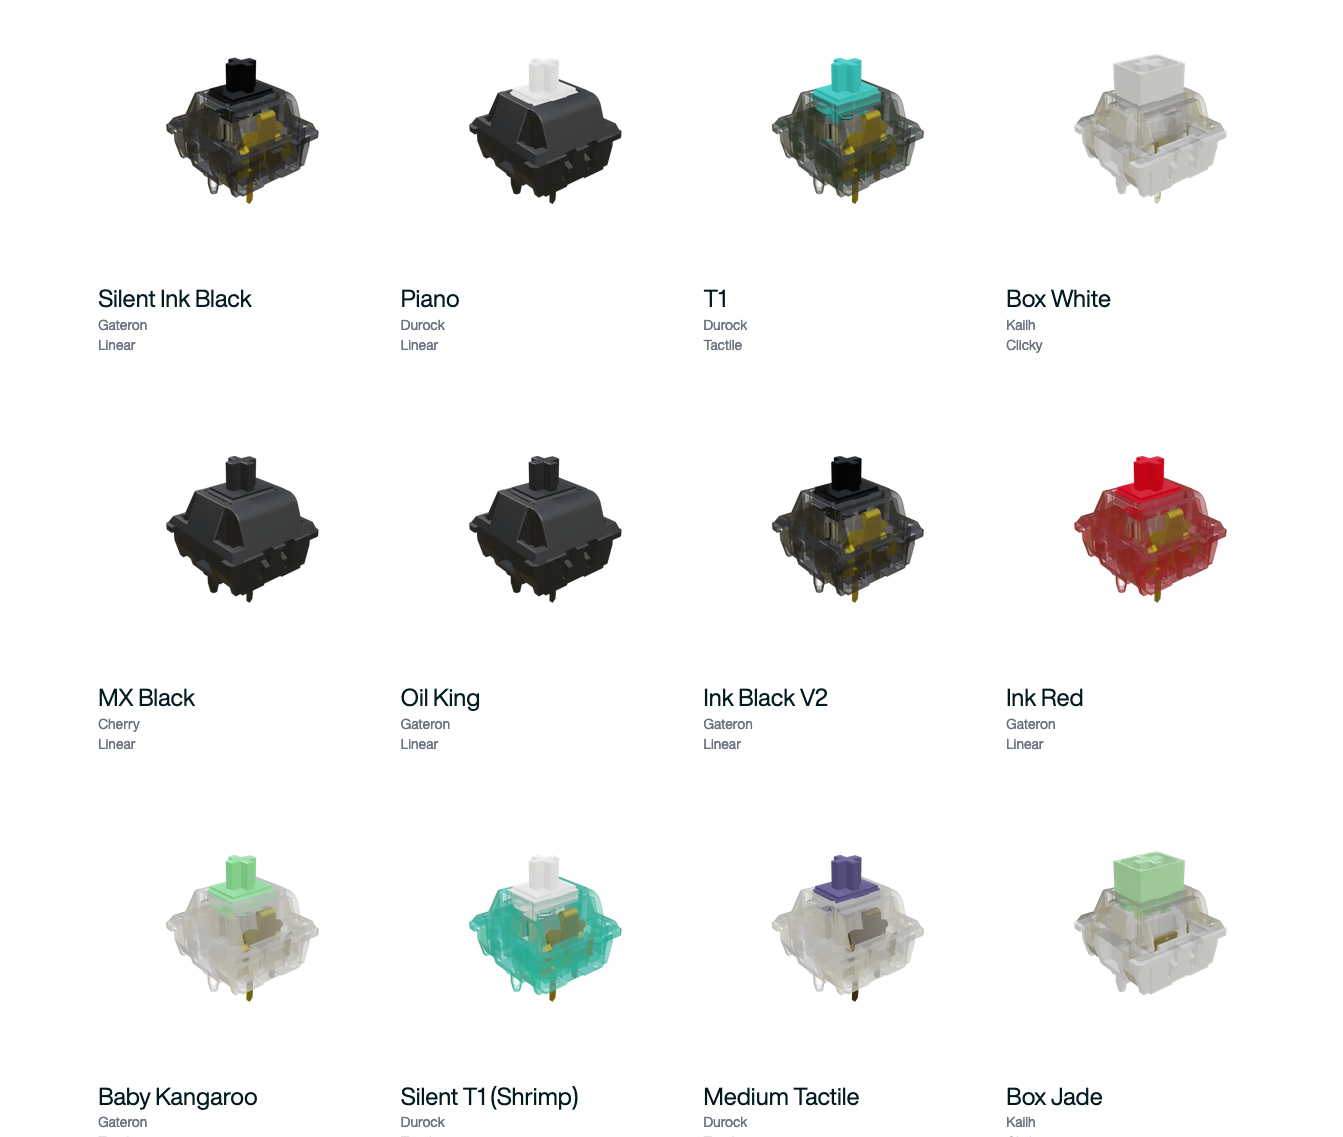 Silent Ink Black
Gateron
Linear
Piano
Durock
Linear
T1
Durock
Tactile
Box White
Kailh
Clicky
MX Black
Cherry
Linear
Oil King
Gateron
Linear
Ink Black V2
Gateron
Linear
Ink Red
Gateron
Linear
Baby Kangaroo
Gateron
Silent T1 (Shrimp)
Durock
Medium Tactile
Durock
Box Jade
Kailh